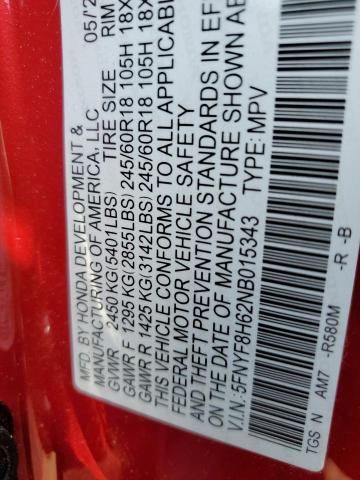 MFD. BY HONDA DEVELOPMENT &
MANUFACTURING OF AMERICA, LLC 05/2
GVWR 2450 KG(5401LBS) TIRE SIZE RIM
GAWR F 1295 KG(2855LBS) 245/60R18 105H 18X
GAWR R 1425 KG(3142LBS) 245/60R18 105H 18X
THIS VEHICLE CONFORMS TO ALL APPLICABL
FEDERAL MOTOR VEHICLE SAFETY
AND THEFT PREVENTION STANDARDS IN EF
ON THE DATE OF MANUFACTURE SHOWN AB
V.I.N.: 5FNYF8H62NB015343 TYPE: MPV
TGS N AM7 -R580M -R -B